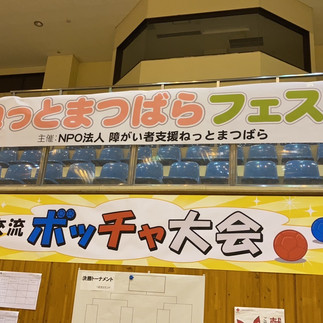 ねっとまつばらフェス
主催:NPO法人 障がい者支援ねっとまつばら
交流 ボッチャ大会
決勝トーナメント